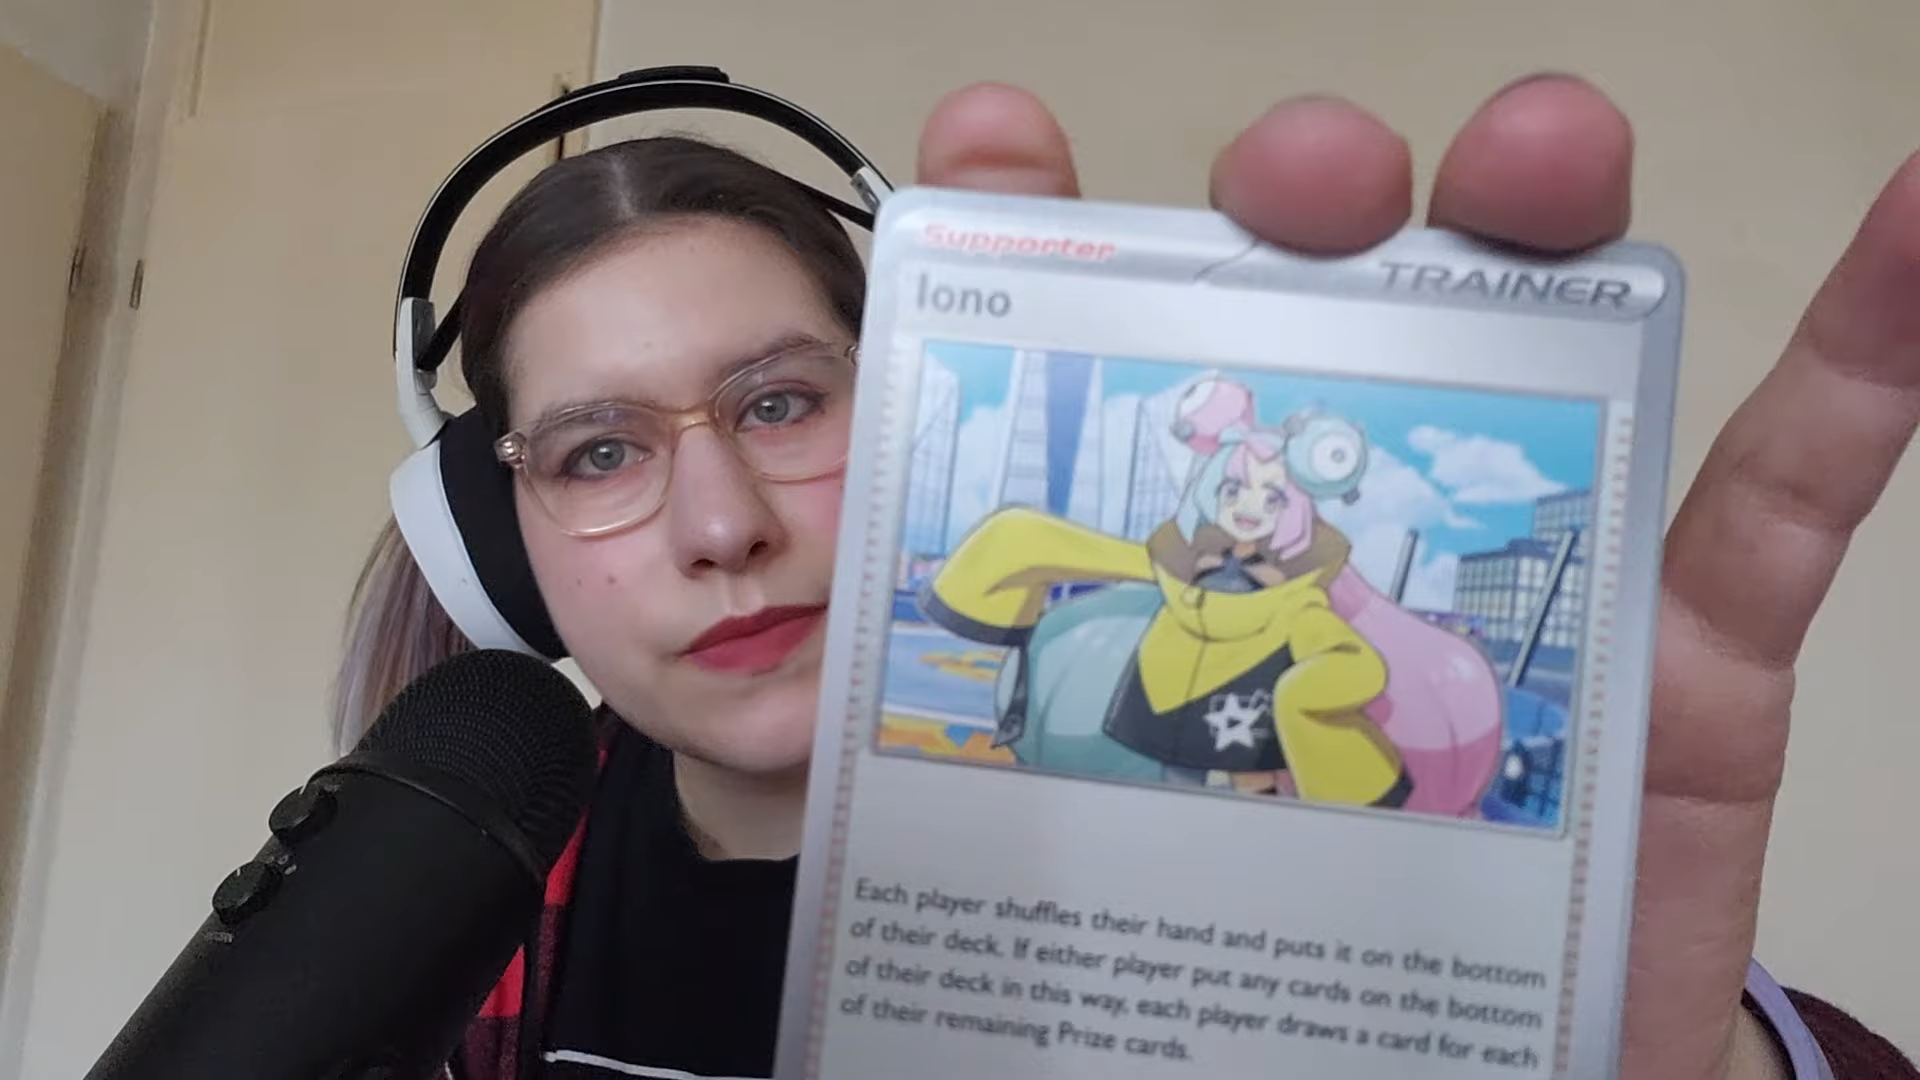 Supporter
TRAINER
Iono
Each player shuffles their hand and puts it on the bottom
of their deck. If either player put any cards on the bottom
of their deck in this way, each player draws a card for each
of their remaining Prize cards.